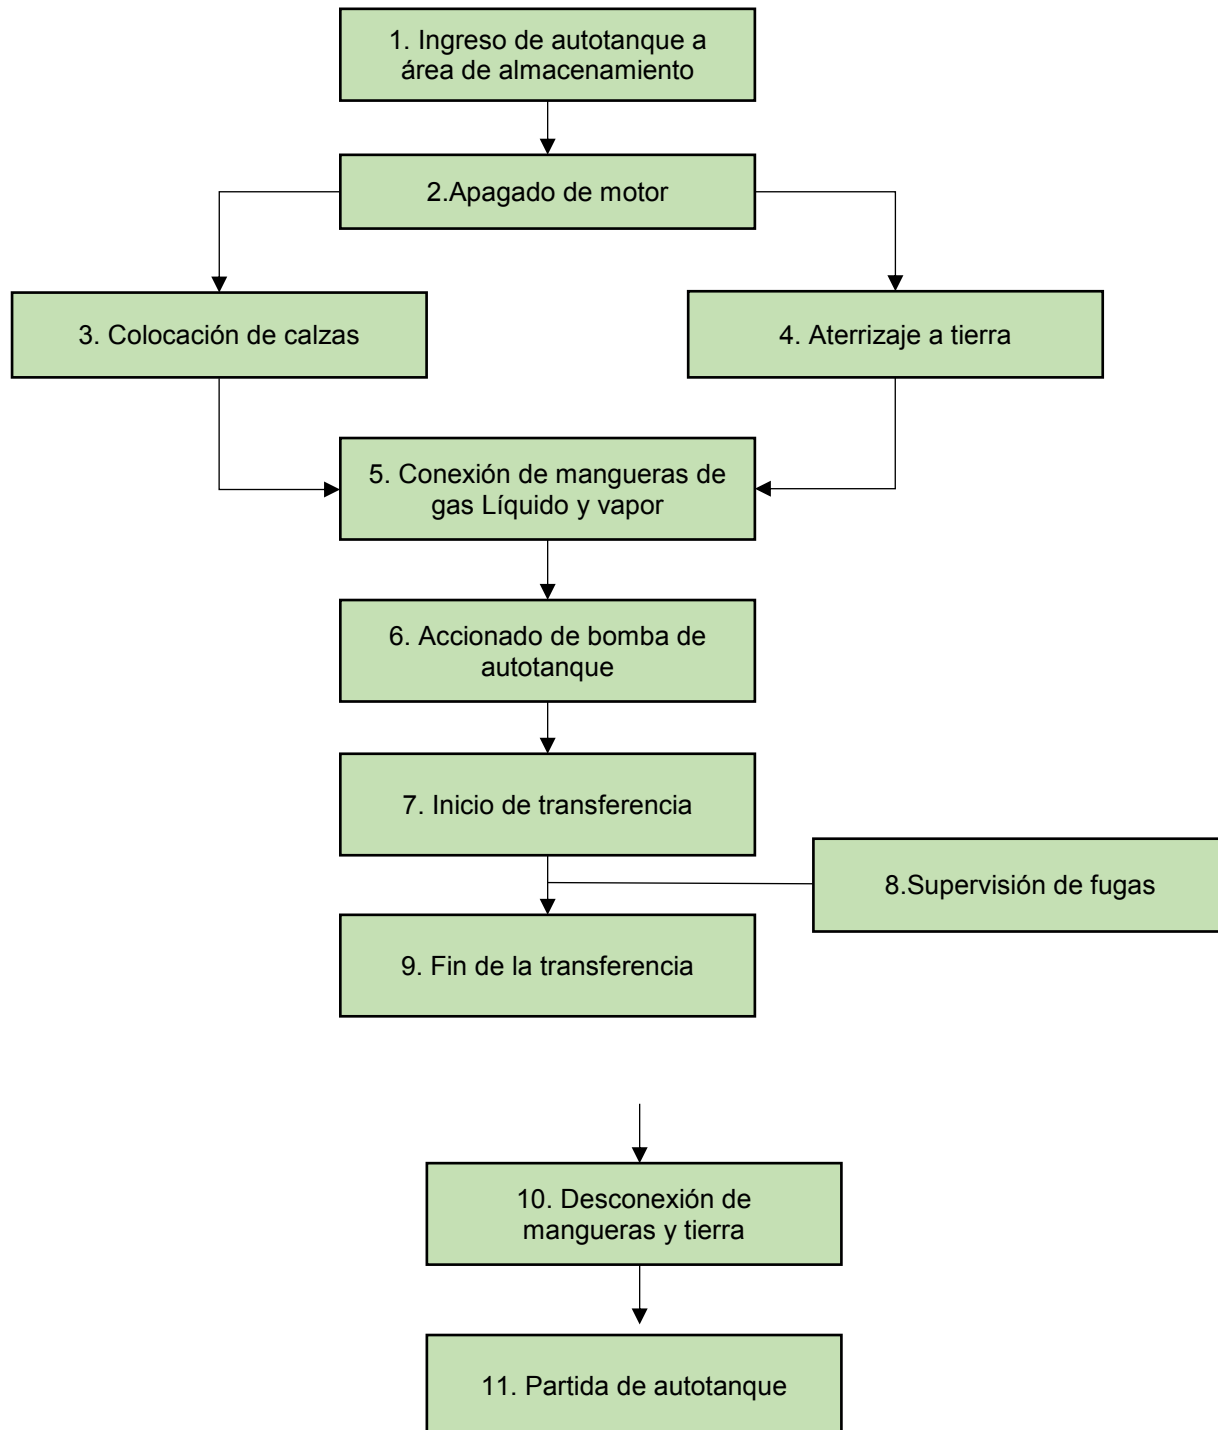 1. Ingreso de autotanque a
área de almacenamiento
2.Apagado de motor
3. Colocación de calzas
4. Aterrizaje a tierra
5. Conexión de mangueras de
gas Líquido y vapor
6. Accionado de bomba de
autotanque
7. Inicio de transferencia
8.Supervisión de fugas
9. Fin de la transferencia
10. Desconexión de
mangueras y tierra
11. Partida de autotanque